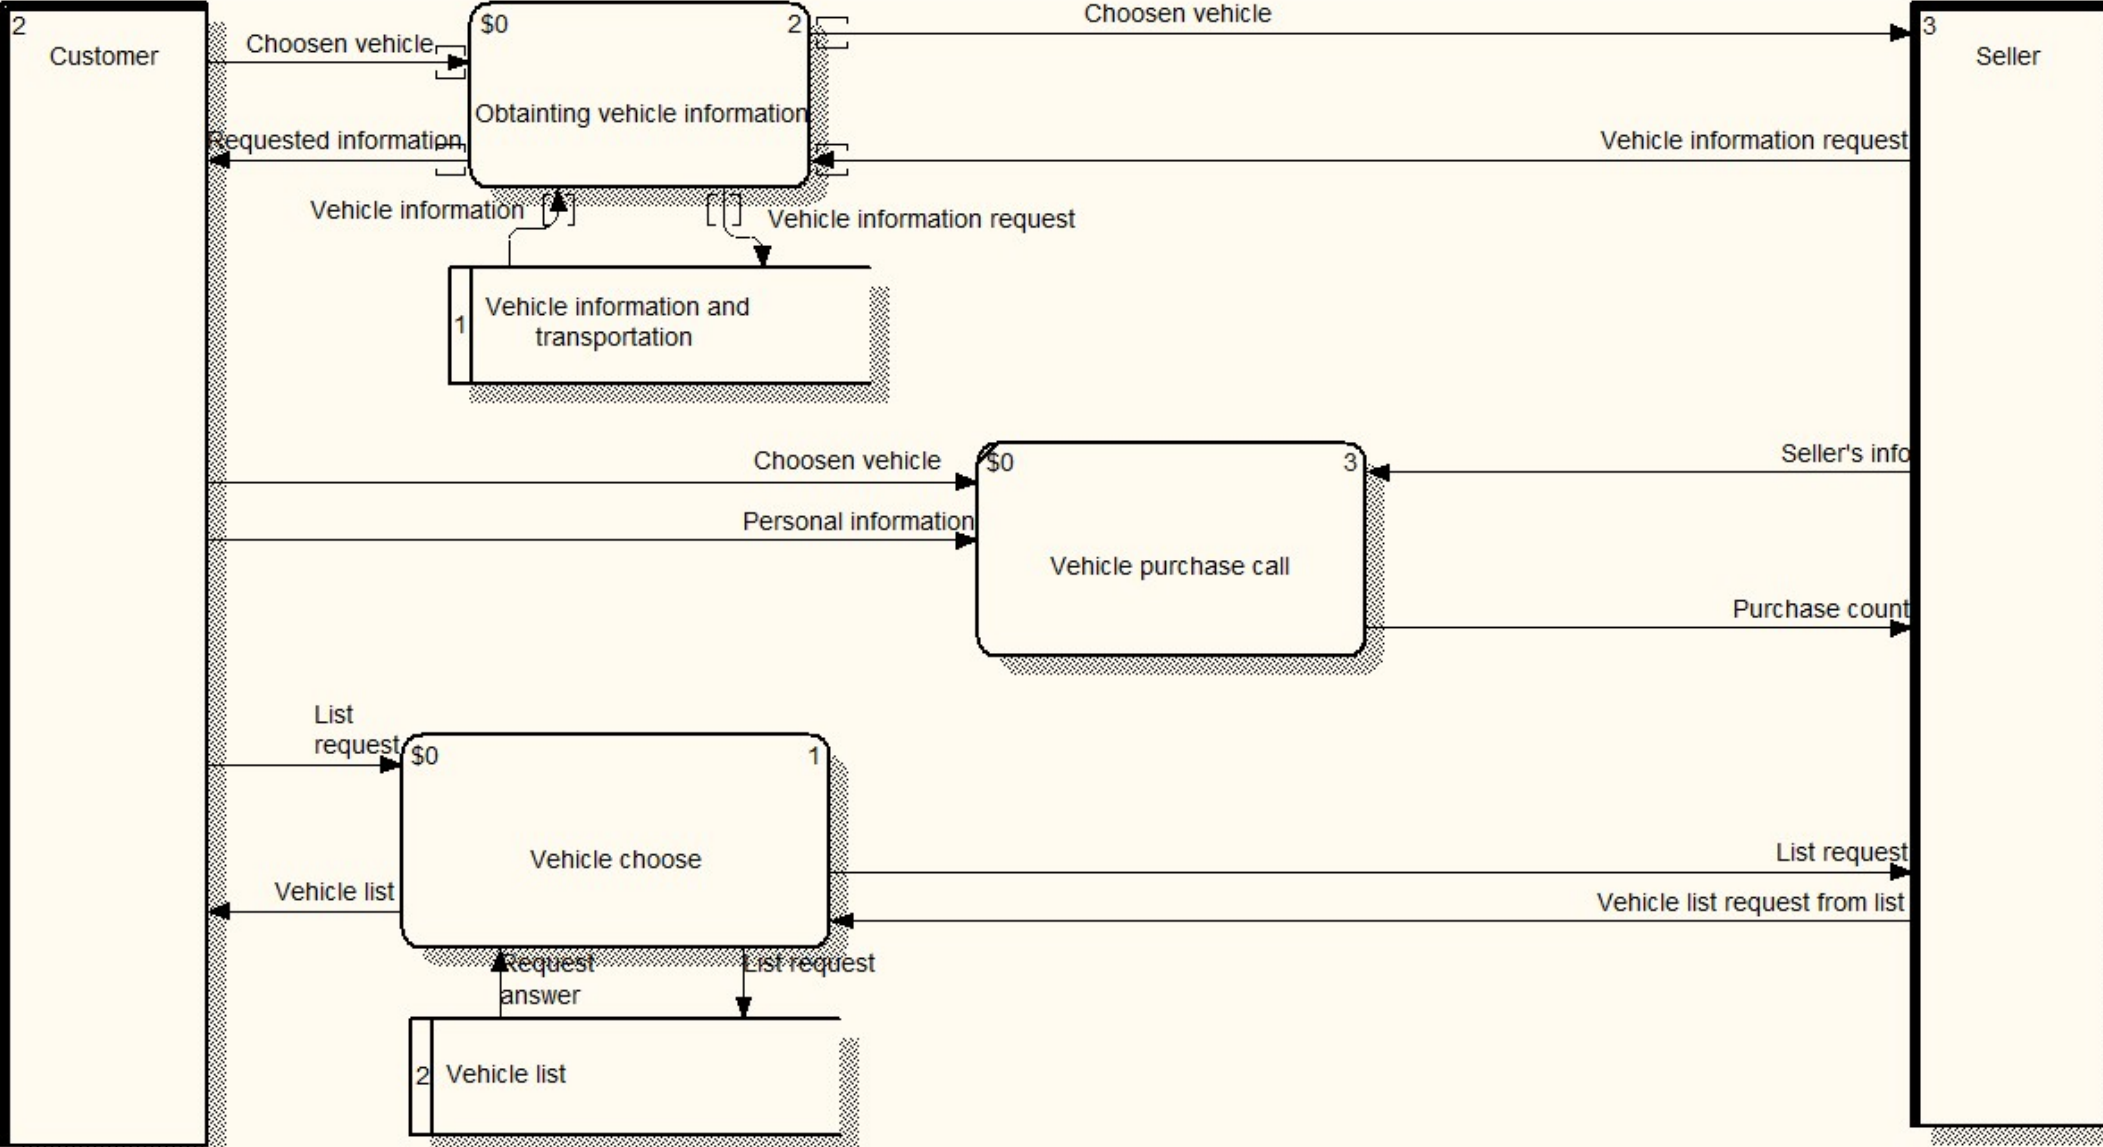 2
Customer
Choosen vehicle
$0
2
Obtainting vehicle information
Choosen vehicle
3
Seller
Requested information
Vehicle information request
Vehicle information
Vehicle information request
1
Vehicle information and
transportation
Choosen vehicle
Personal information
$0
3
Vehicle purchase call
Seller's info
Purchase count
List
request
$0
1
Vehicle choose
Vehicle list
List request
Vehicle list request from list
Request
answer
List request
2
Vehicle list